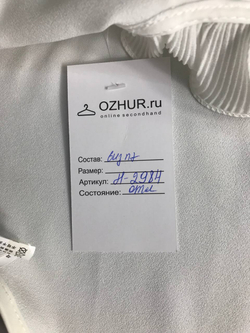 OZHUR.ru
online secondhand
Состав:
Размер:
Артикул: Н-2984
Состояние: отл